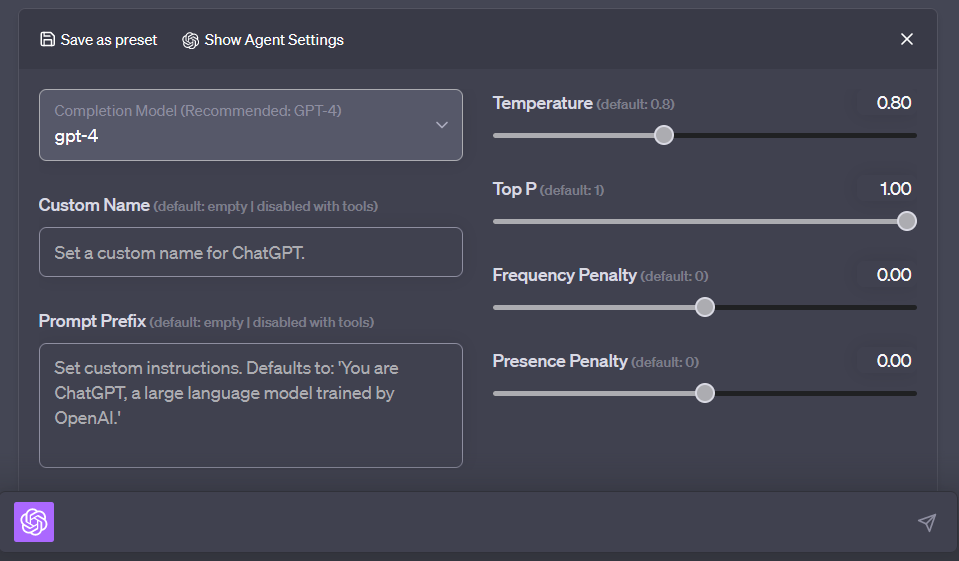 Save as preset
Show Agent Settings
Completion Model (Recommended: GPT-4)
gpt-4
Custom Name (default: empty | disabled with tools)
Set a custom name for ChatGPT.
Prompt Prefix (default: empty | disabled with tools)
Set custom instructions. Defaults to: 'You are
ChatGPT, a large language model trained by
OpenAI.'
Temperature (default: 0.8)
0.80
Top P (default: 1)
1.00
Frequency Penalty (default: 0)
0.00
Presence Penalty (default: 0)
0.00